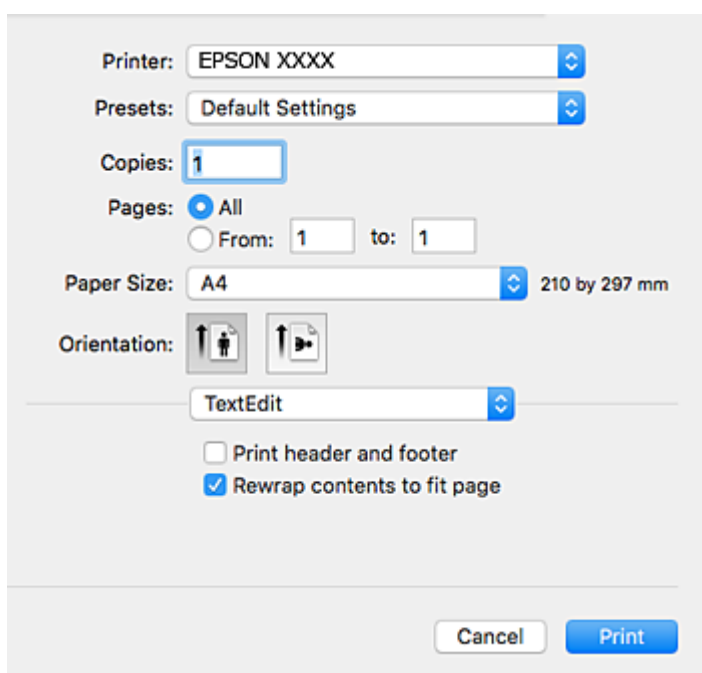 Printer: EPSON XXXX
Presets: Default Settings
Copies: 1
Pages: All
From: 1 to: 1
Paper Size: A4 210 by 297 mm
Orientation:
TextEdit
Print header and footer
Rewrap contents to fit page
Cancel Print